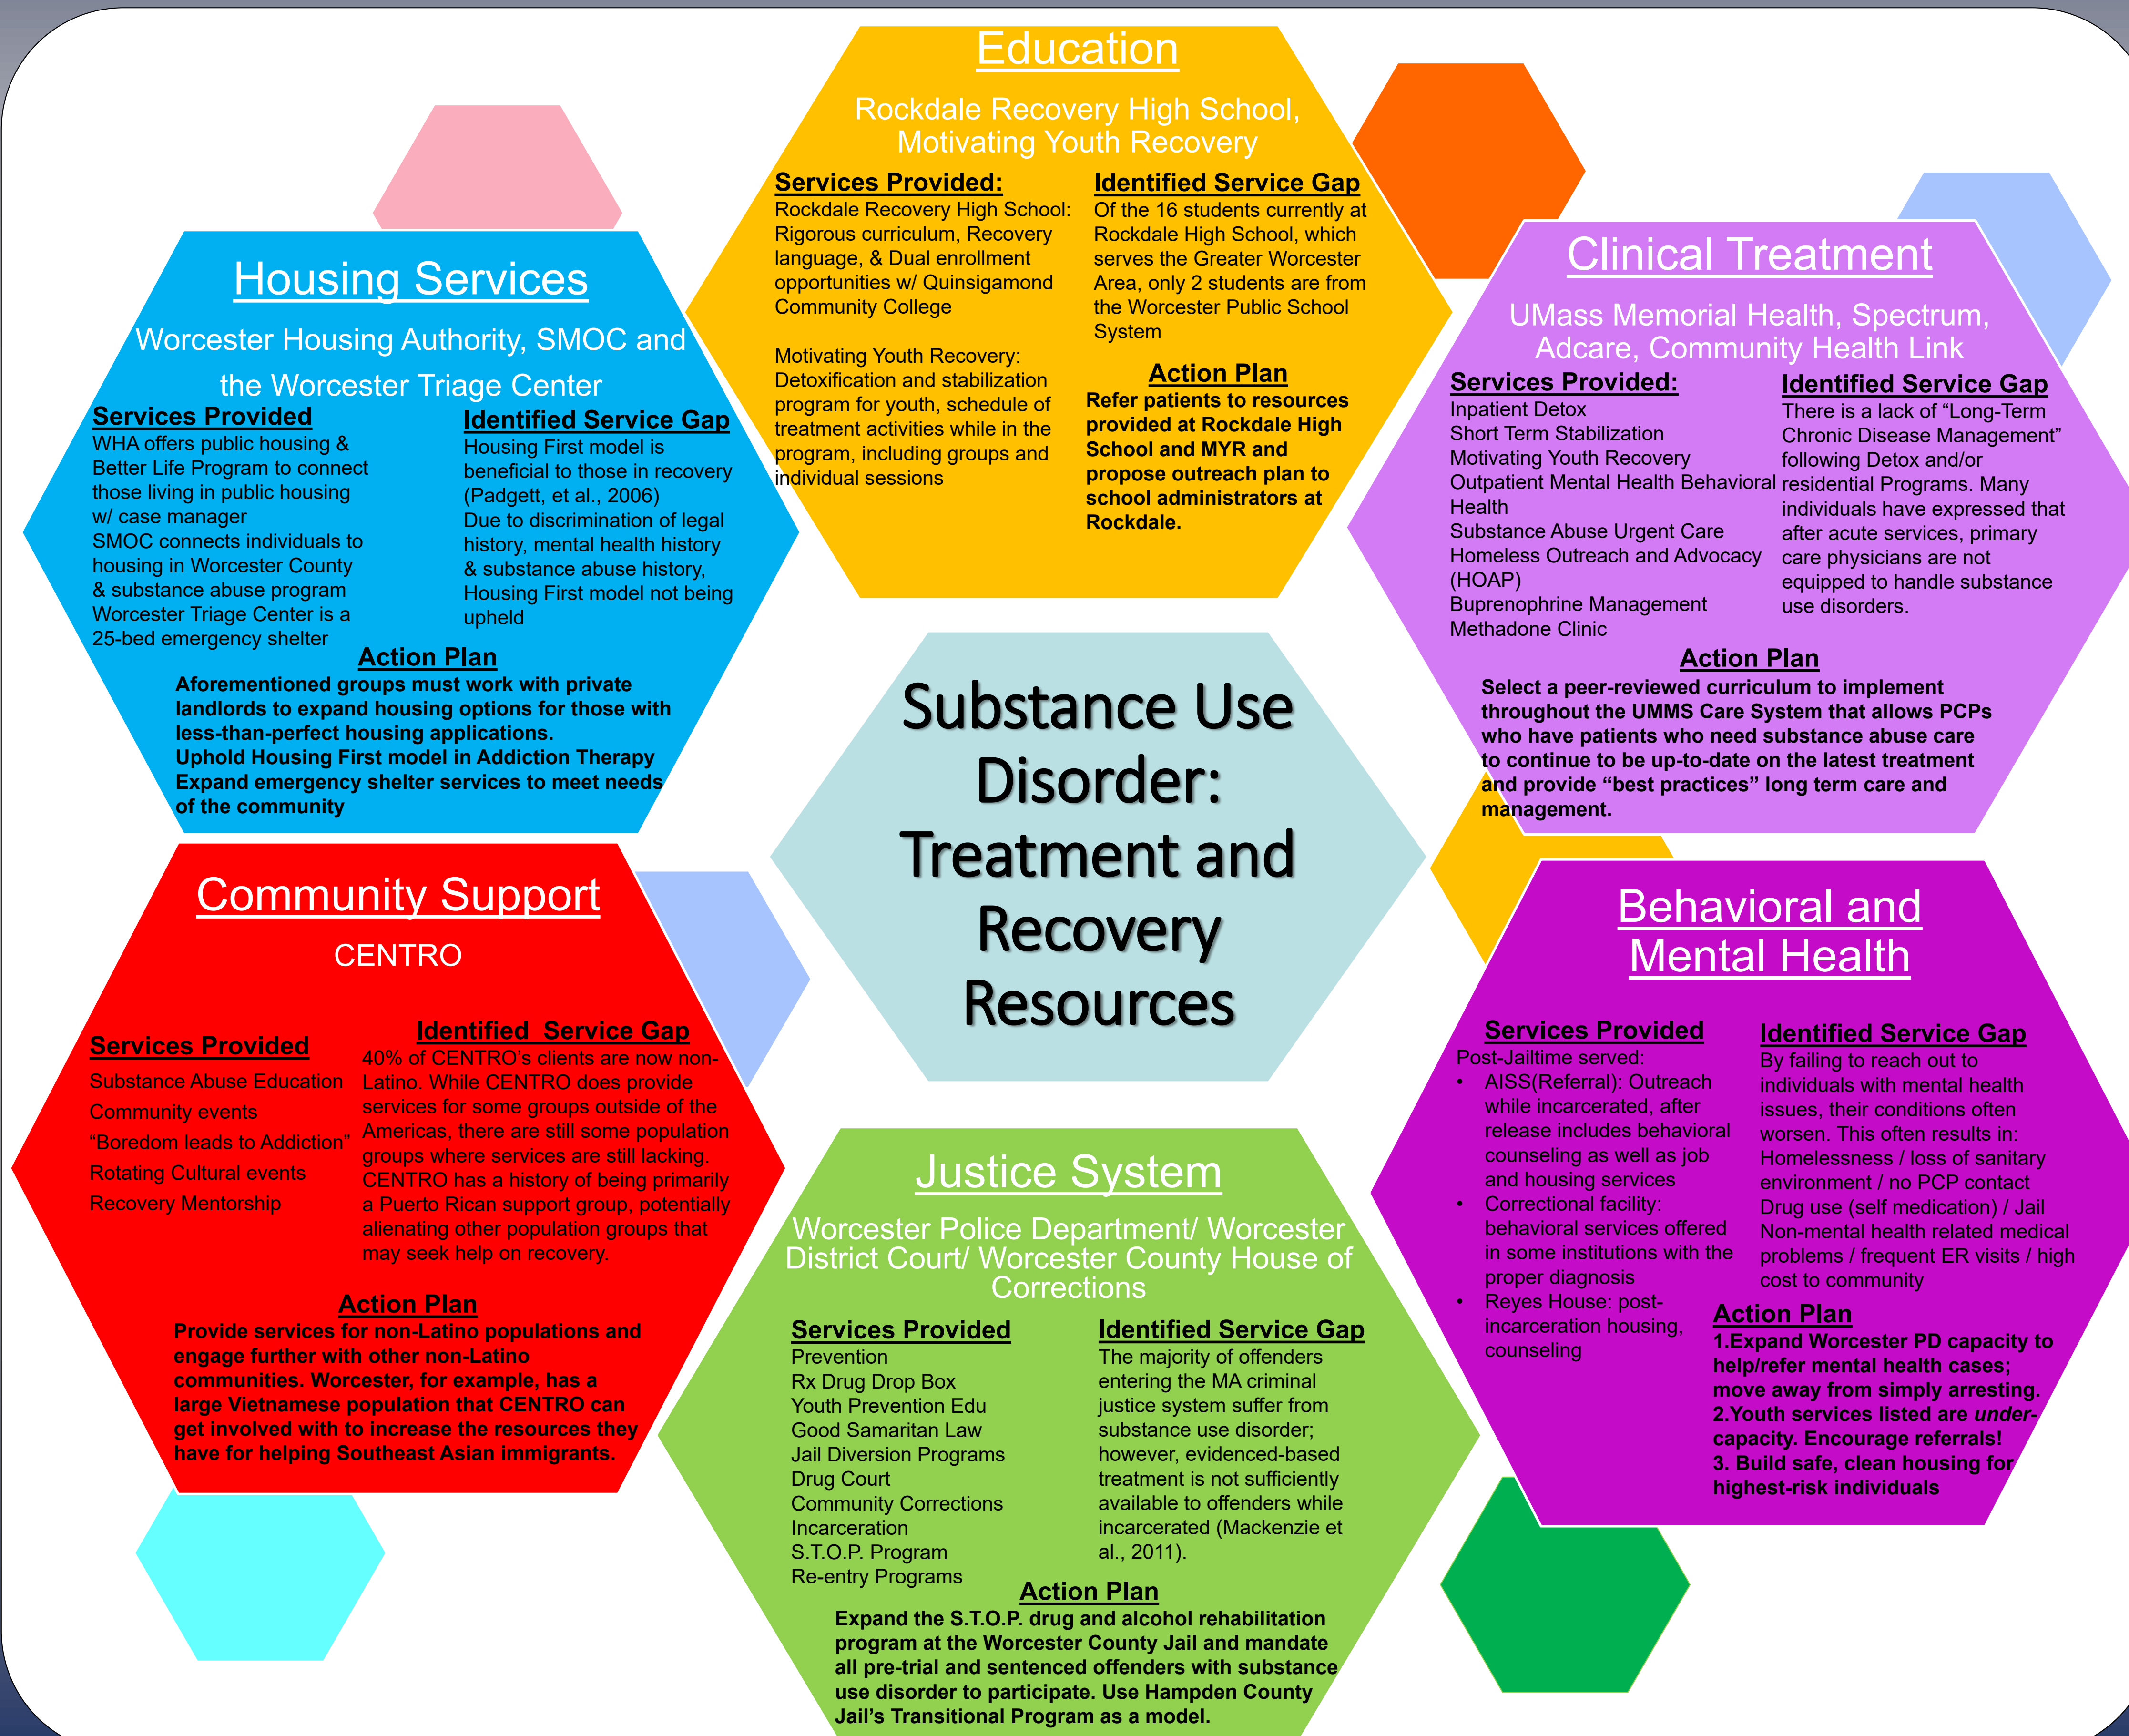 Education
Rockdale Recovery High School,
Motivating Youth Recovery
Services Provided:
Rockdale Recovery High School:
Rigorous curriculum, Recovery
language, & Dual enrollment
opportunities w/ Quinsigamond
Community College
Motivating Youth Recovery:
Detoxification and stabilization
program for youth, schedule of
treatment activities while in the
program, including groups and
individual sessions
Identified Service Gap
Of the 16 students currently at
Rockdale High School, which
serves the Greater Worcester
Area, only 2 students are from
the Worcester Public School
System
Action Plan
Refer patients to resources
provided at Rockdale High
School and MYR and
propose outreach plan to
school administrators at
Rockdale.
Housing Services
Worcester Housing Authority, SMOC and
the Worcester Triage Center
Services Provided
WHA offers public housing &
Better Life Program to connect
those living in public housing
w/ case manager
SMOC connects individuals to
housing in Worcester County
& substance abuse program
Worcester Triage Center is a
25-bed emergency shelter
Identified Service Gap
Housing First model is
beneficial to those in recovery
(Padgett, et al., 2006)
Due to discrimination of legal
history, mental health history
& substance abuse history,
Housing First model not being
upheld
Action Plan
Aforementioned groups must work with private
landlords to expand housing options for those with
less-than-perfect housing applications.
Uphold Housing First model in Addiction Therapy
Expand emergency shelter services to meet needs
of the community
Clinical Treatment
UMass Memorial Health, Spectrum,
Adcare, Community Health Link
Services Provided:
Inpatient Detox
Short Term Stabilization
Motivating Youth Recovery
Outpatient Mental Health Behavioral
Health
Substance Abuse Urgent Care
Homeless Outreach and Advocacy
(HOAP)
Buprenophrine Management
Methadone Clinic
Identified Service Gap
There is a lack of “Long-Term
Chronic Disease Management”
following Detox and/or
residential Programs. Many
individuals have expressed that
after acute services, primary
care physicians are not
equipped to handle substance
use disorders.
Action Plan
Select a peer-reviewed curriculum to implement
throughout the UMMS Care System that allows PCPs
who have patients who need substance abuse care
to continue to be up-to-date on the latest treatment
and provide “best practices” long term care and
management.
Substance Use
Disorder:
Treatment and
Recovery
Resources
Community Support
CENTRO
Services Provided
Substance Abuse Education
Community events
“Boredom leads to Addiction”
Rotating Cultural events
Recovery Mentorship
Identified  Service Gap
40% of CENTRO’s clients are now non-
Latino. While CENTRO does provide
services for some groups outside of the
Americas, there are still some population
groups where services are still lacking.
CENTRO has a history of being primarily
a Puerto Rican support group, potentially
alienating other population groups that
may seek help on recovery.
Action Plan
Provide services for non-Latino populations and
engage further with other non-Latino
communities. Worcester, for example, has a
large Vietnamese population that CENTRO can
get involved with to increase the resources they
have for helping Southeast Asian immigrants.
Behavioral and
Mental Health
Services Provided
Post-Jailtime served:
• AISS(Referral): Outreach
while incarcerated, after
release includes behavioral
counseling as well as job
and housing services
• Correctional facility:
behavioral services offered
in some institutions with the
proper diagnosis
• Reyes House: post-
incarceration housing,
counseling
Identified Service Gap
By failing to reach out to
individuals with mental health
issues, their conditions often
worsen. This often results in:
Homelessness / loss of sanitary
environment / no PCP contact
Drug use (self medication) / Jail
Non-mental health related medical
problems / frequent ER visits / high
cost to community
Action Plan
1.Expand Worcester PD capacity to
help/refer mental health cases;
move away from simply arresting.
2.Youth services listed are under-
capacity. Encourage referrals!
3. Build safe, clean housing for
highest-risk individuals
Justice System
Worcester Police Department/ Worcester
District Court/ Worcester County House of
Corrections
Services Provided
Prevention
Rx Drug Drop Box
Youth Prevention Edu
Good Samaritan Law
Jail Diversion Programs
Drug Court
Community Corrections
Incarceration
S.T.O.P. Program
Re-entry Programs
Identified Service Gap
The majority of offenders
entering the MA criminal
justice system suffer from
substance use disorder;
however, evidenced-based
treatment is not sufficiently
available to offenders while
incarcerated (Mackenzie et
al., 2011).
Action Plan
Expand the S.T.O.P. drug and alcohol rehabilitation
program at the Worcester County Jail and mandate
all pre-trial and sentenced offenders with substance
use disorder to participate. Use Hampden County
Jail’s Transitional Program as a model.